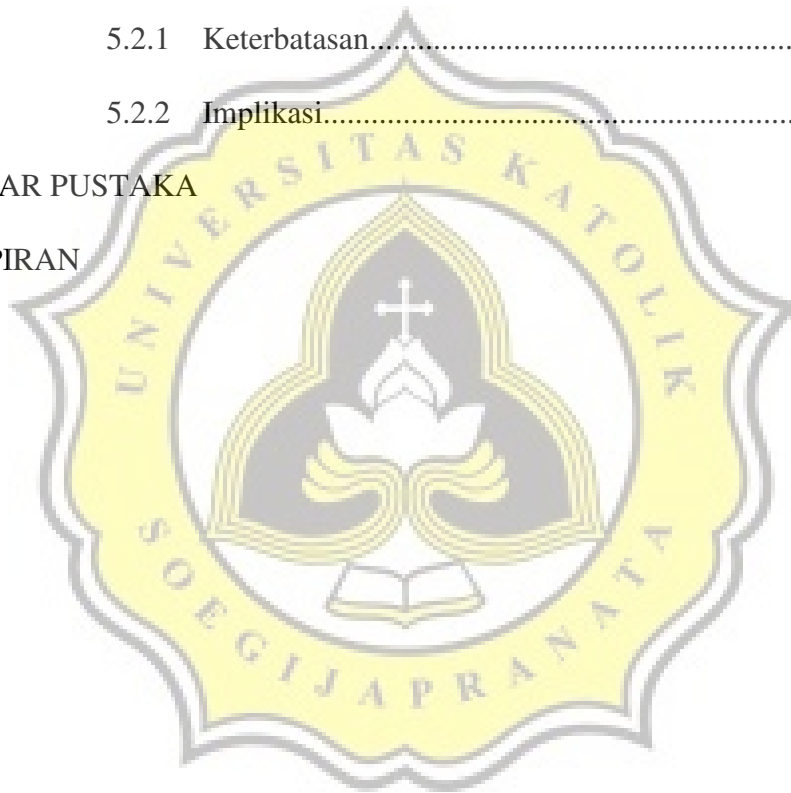 5.2.1 Keterbatasan................................................
5.2.2 Implikasi.....................................................
AR PUSTAKA
PIRAN
UNIVERSITAS KATOLIK
SOEGIJAPRANATA